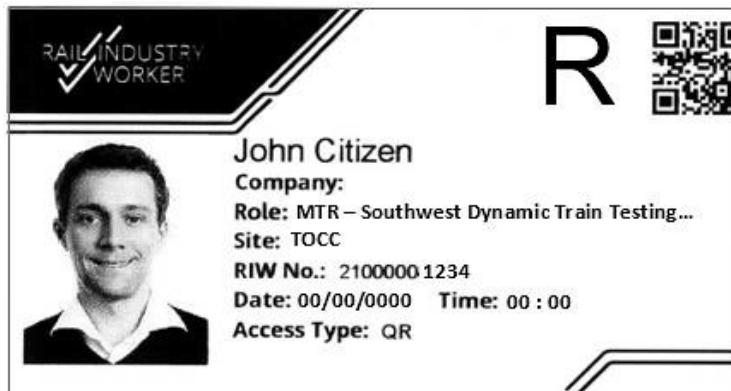 RAIL INDUSTRY
WORKER
R
John Citizen
Company:
Role: MTR – Southwest Dynamic Train Testing...
Site: TOCC
RIW No.: 2100000 1234
Date: 00/00/0000 Time: 00 : 00
Access Type: QR